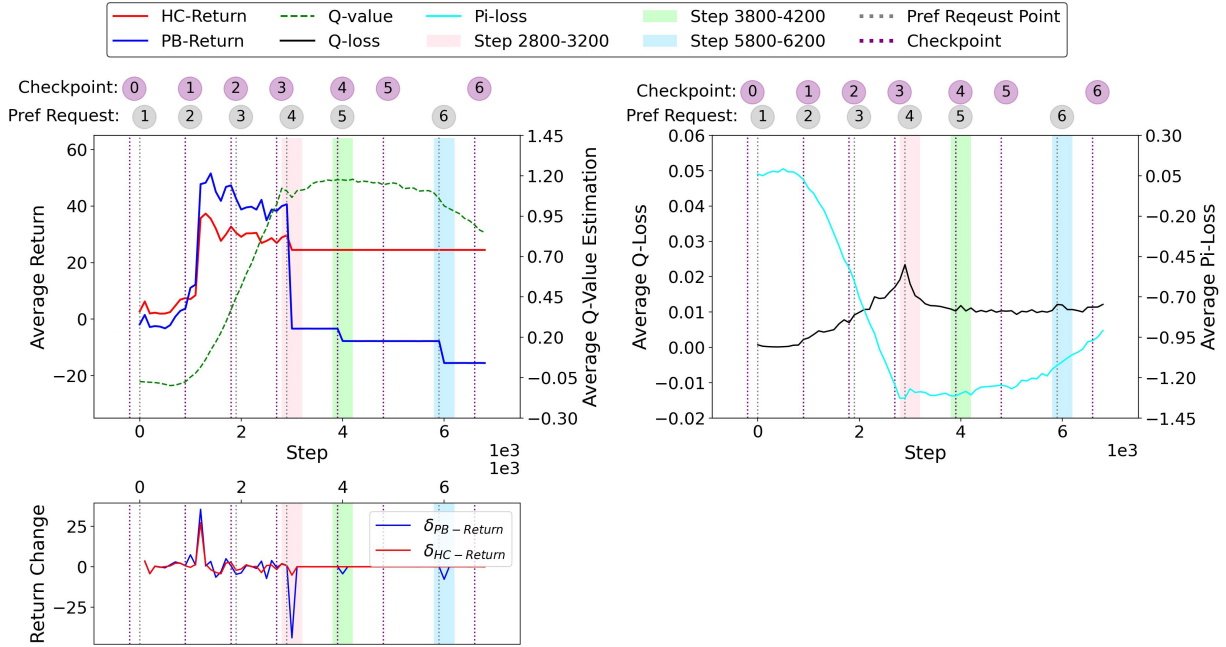 HC-Return Q-value Pi-loss Step 3800-4200 Pref Reqeust Point
PB-Return Q-loss Step 2800-3200 Step 5800-6200 Checkpoint
Checkpoint: 0 1 2 3 4 5 6
Pref Request: 1 2 3 4 5 6
60
40
20
0
−20
Average Return
1.45
1.20
0.95
0.70
0.45
0.20
−0.05
−0.30
Average Q-Value Estimation
0 2 4 6
Step
1e3
Checkpoint: 0 1 2 3 4 5 6
Pref Request: 1 2 3 4 5 6
0.06
0.05
0.04
0.03
0.02
0.01
0.00
−0.01
−0.02
Average Q-Loss
0.30
0.05
−0.20
−0.45
−0.70
−0.95
−1.20
−1.45
Average Pi-Loss
0 2 4 6
Step
1e3
1e3
0 2 4 6
25
0
−25
Return Change
δPB−Return
δHC−Return